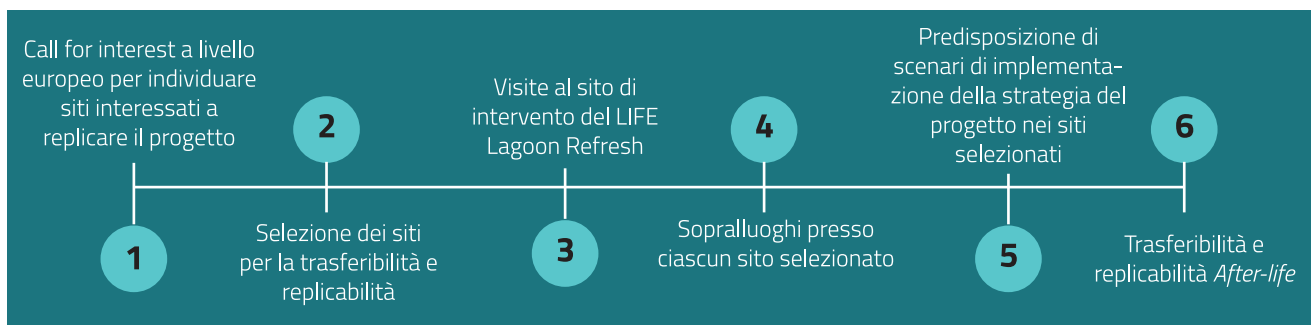 Call for interest a livello
europeo per individuare
siti interessati a
replicare il progetto
1
2
Selezione dei siti
per la trasferibilità e
replicabilità
Visite al sito di
intervento del LIFE
Lagoon Refresh
3
4
Sopralluoghi presso
ciascun sito selezionato
Predisposizione di
scenari di implementa-
zione della strategia del
progetto nei siti
selezionati
5
6
Trasferibilità e
replicabilità After-life